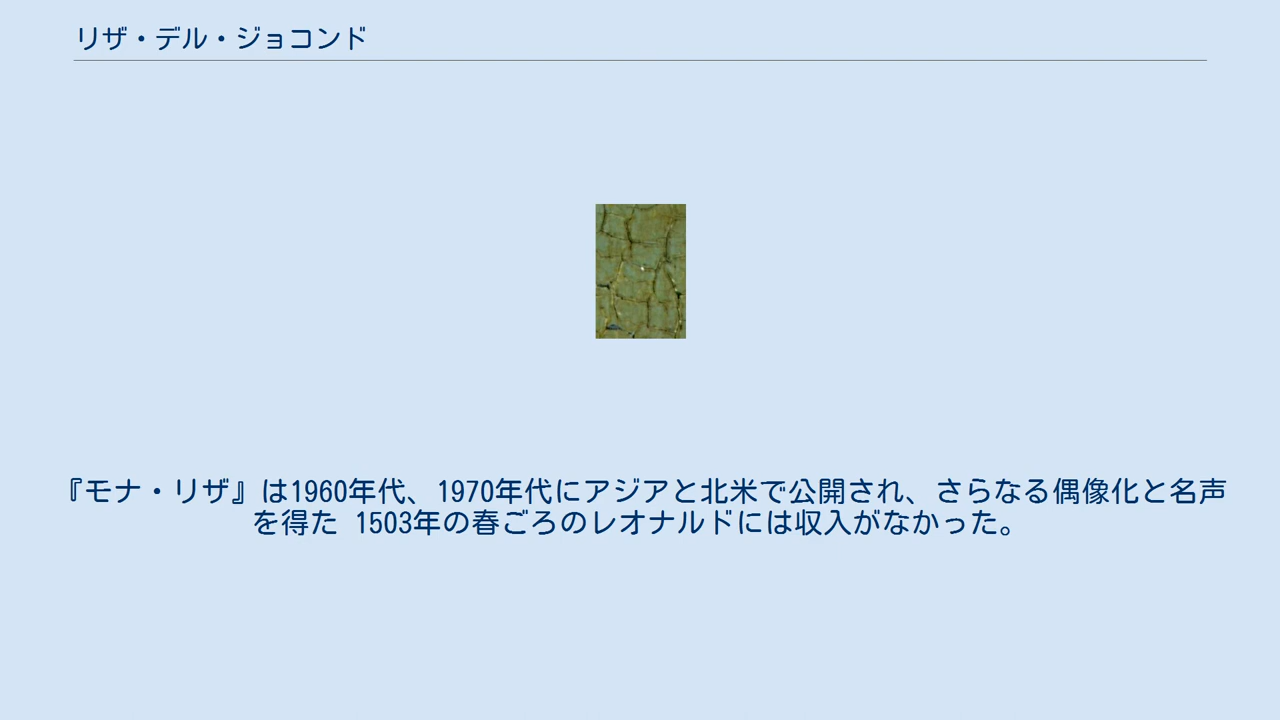 リザ・デル・ジョコンド
『モナ・リザ』は1960年代、1970年代にアジアと北米で公開され、さらなる偶像化と名声
を得た 1503年の春ごろのレオナルドには収入がなかった。